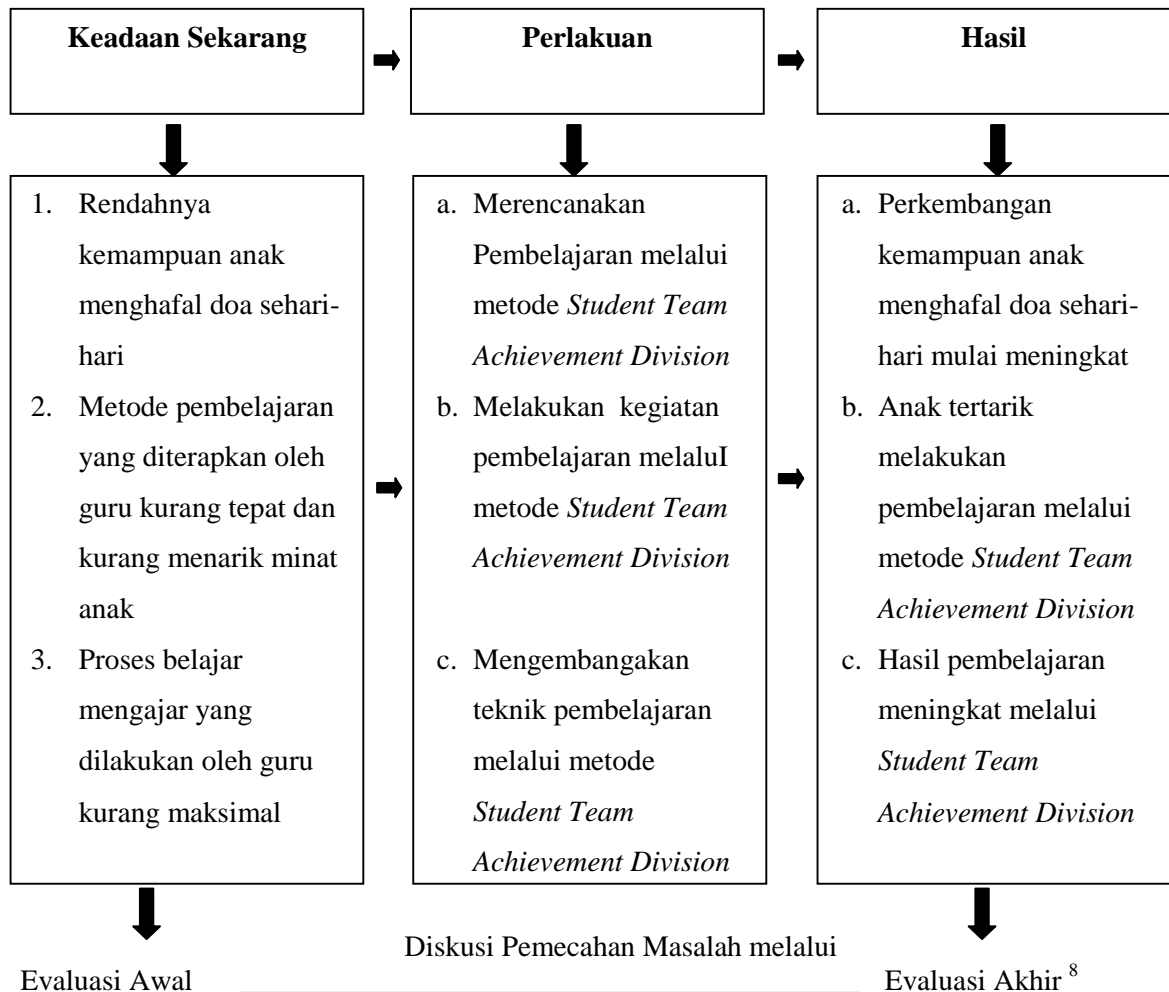 Keadaan Sekarang
Perlakuan
Hasil
1. Rendahnya
kemampuan anak
menghafal doa sehari-
hari
2. Metode pembelajaran
yang diterapkan oleh
guru kurang tepat dan
kurang menarik minat
anak
3. Proses belajar
mengajar yang
dilakukan oleh guru
kurang maksimal
a. Merencanakan
Pembelajaran melalui
metode Student Team
Achievement Division
b. Melakukan kegiatan
pembelajaran melaluI
metode Student Team
Achievement Division
c. Mengembangakan
teknik pembelajaran
melalui metode
Student Team
Achievement Division
a. Perkembangan
kemampuan anak
menghafal doa sehari-
hari mulai meningkat
b. Anak tertarik
melakukan
pembelajaran melalui
metode Student Team
Achievement Division
c. Hasil pembelajaran
meningkat melalui
Student Team
Achievement Division
Diskusi Pemecahan Masalah melalui
Evaluasi Awal
Evaluasi Akhir 8